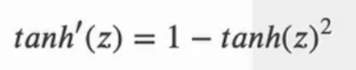 tanh′(z) = 1 − tanh(z)²